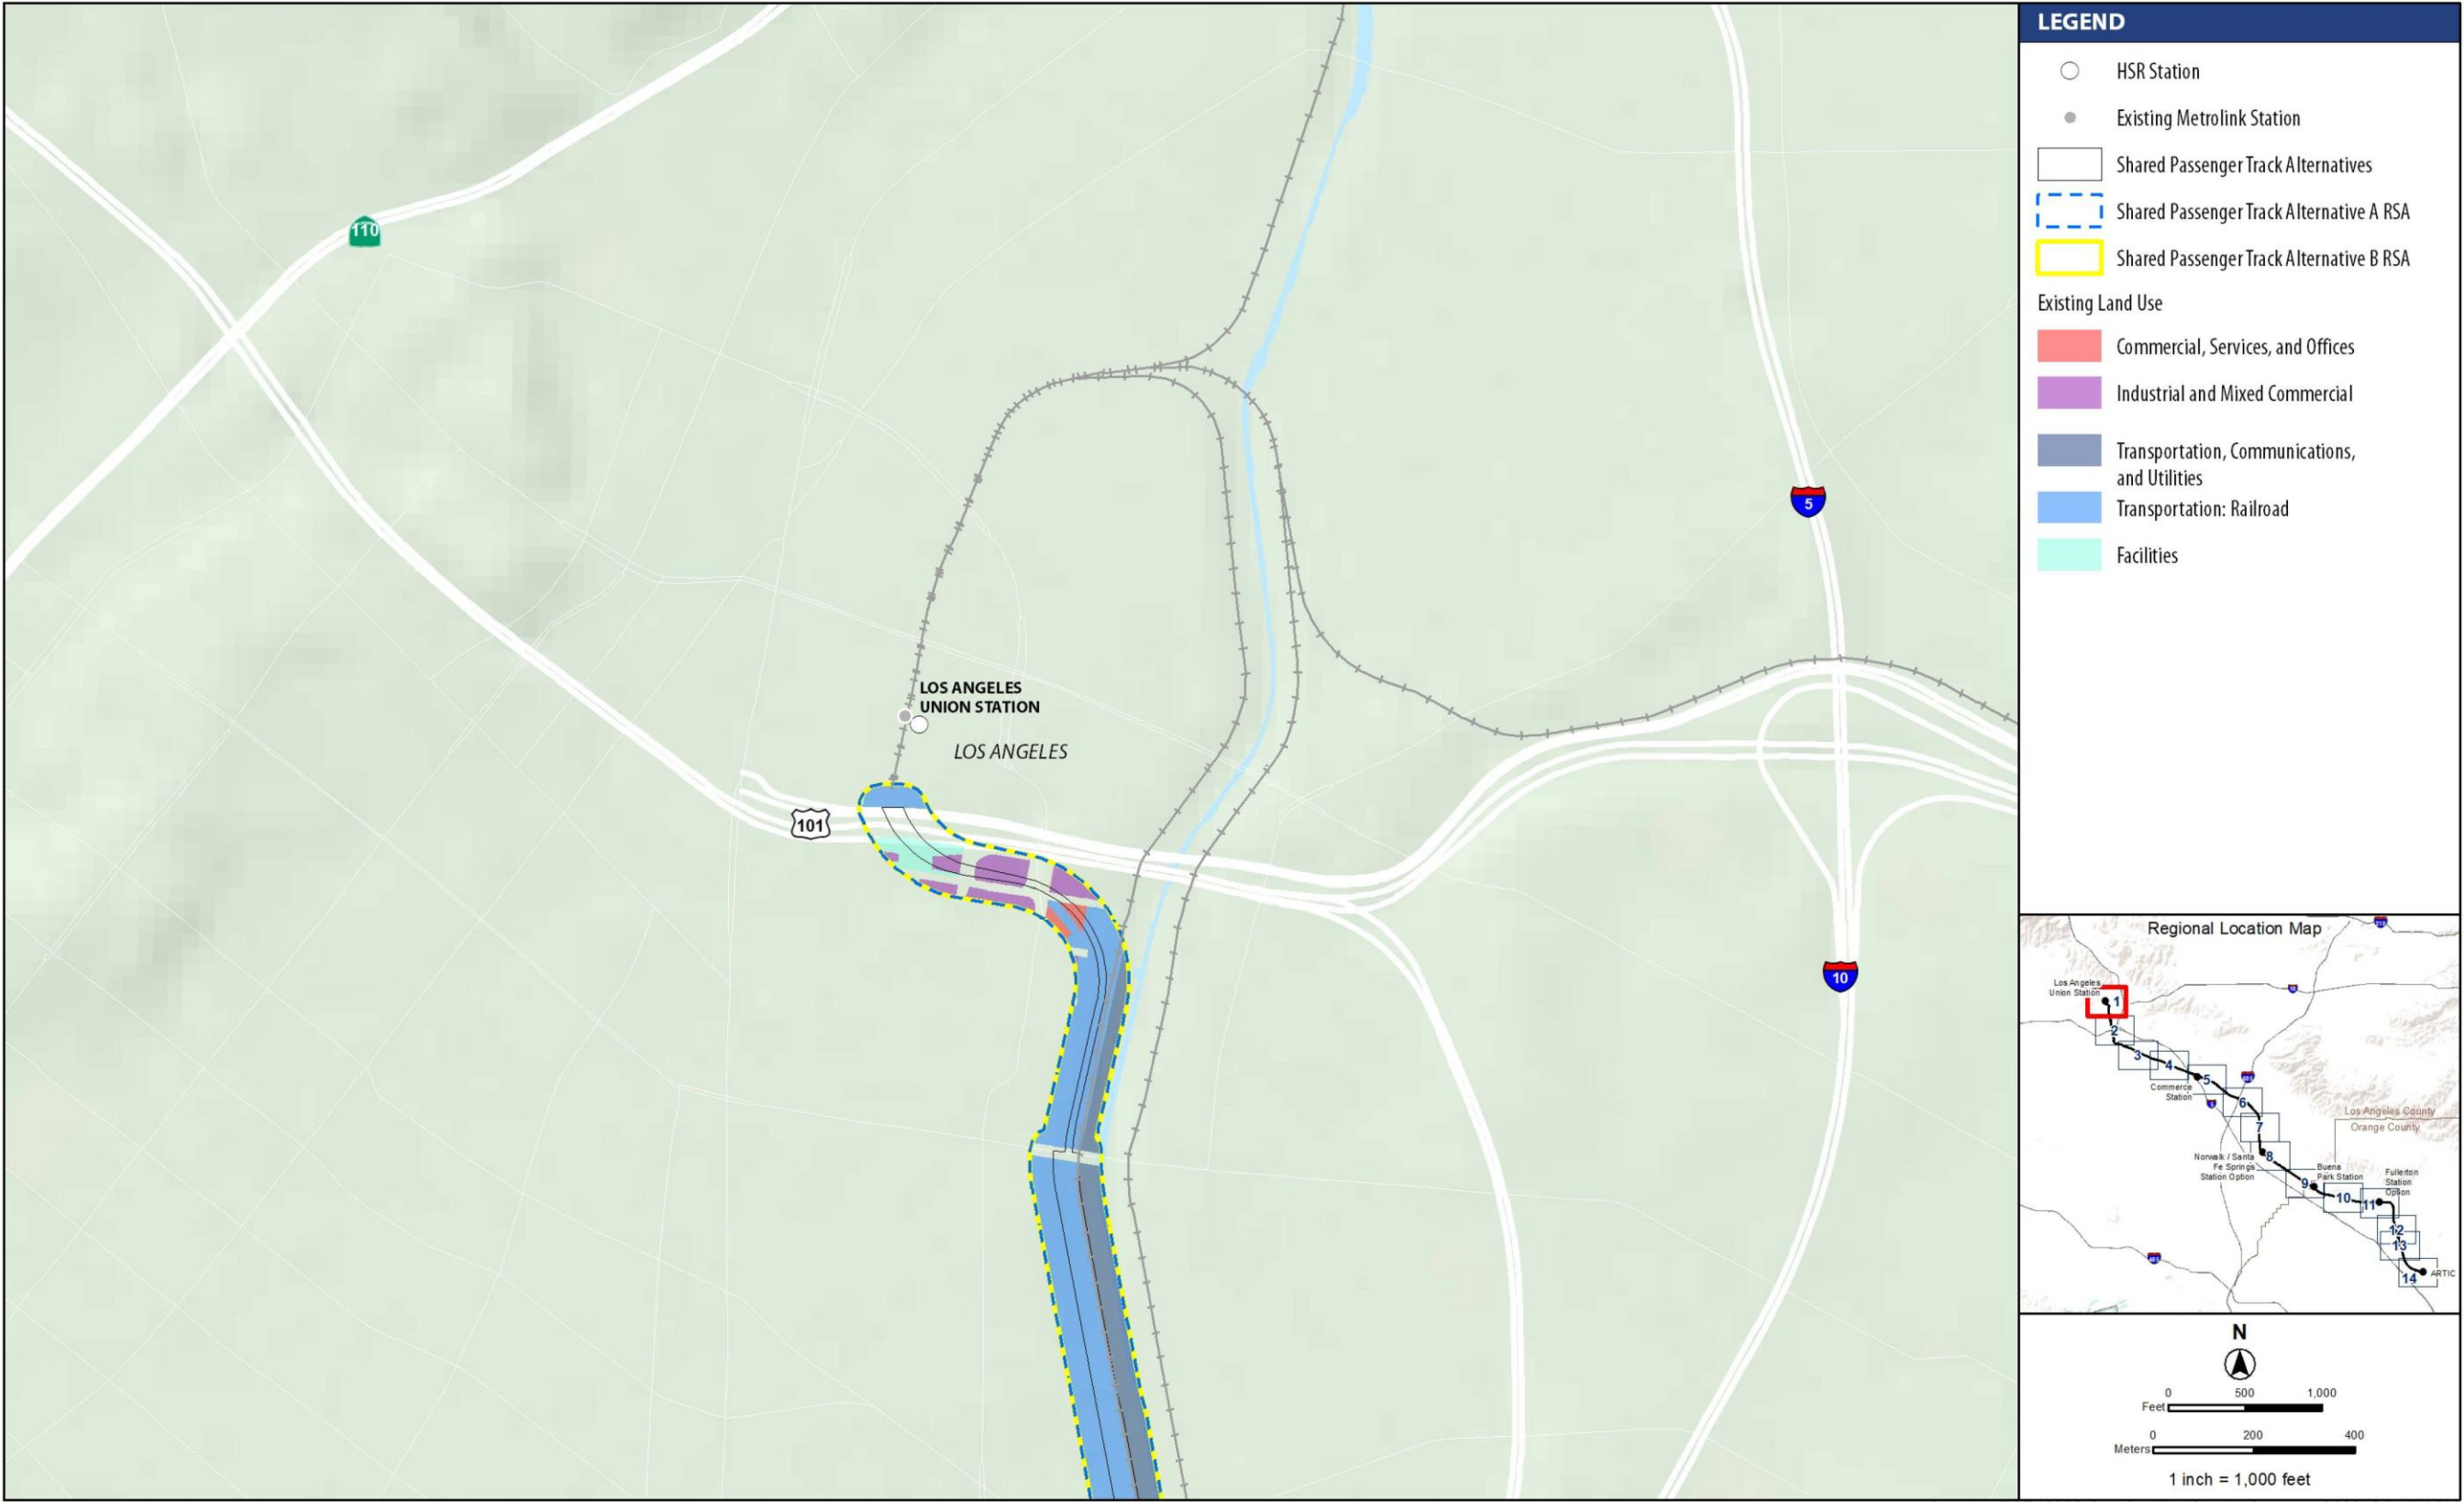 110
5
LOS ANGELES
UNION STATION
LOS ANGELES
101
10
LEGEND
HSR Station
Existing Metrolink Station
Shared Passenger Track Alternatives
Shared Passenger Track Alternative A RSA
Shared Passenger Track Alternative B RSA
Existing Land Use
Commercial, Services, and Offices
Industrial and Mixed Commercial
Transportation, Communications,
and Utilities
Transportation: Railroad
Facilities
Regional Location Map
Los Angeles
Union Station
1
2
3
4
5
Commerce
Station
6
Los Angeles County
Orange County
7
8
Norwalk / Santa
Fe Springs
Station Option
9
Buena
Park Station
10
Fullerton
Station
Option
11
12
13
14
ARTIC
N
0 500 1,000
Feet
0 200 400
Meters
1 inch = 1,000 feet